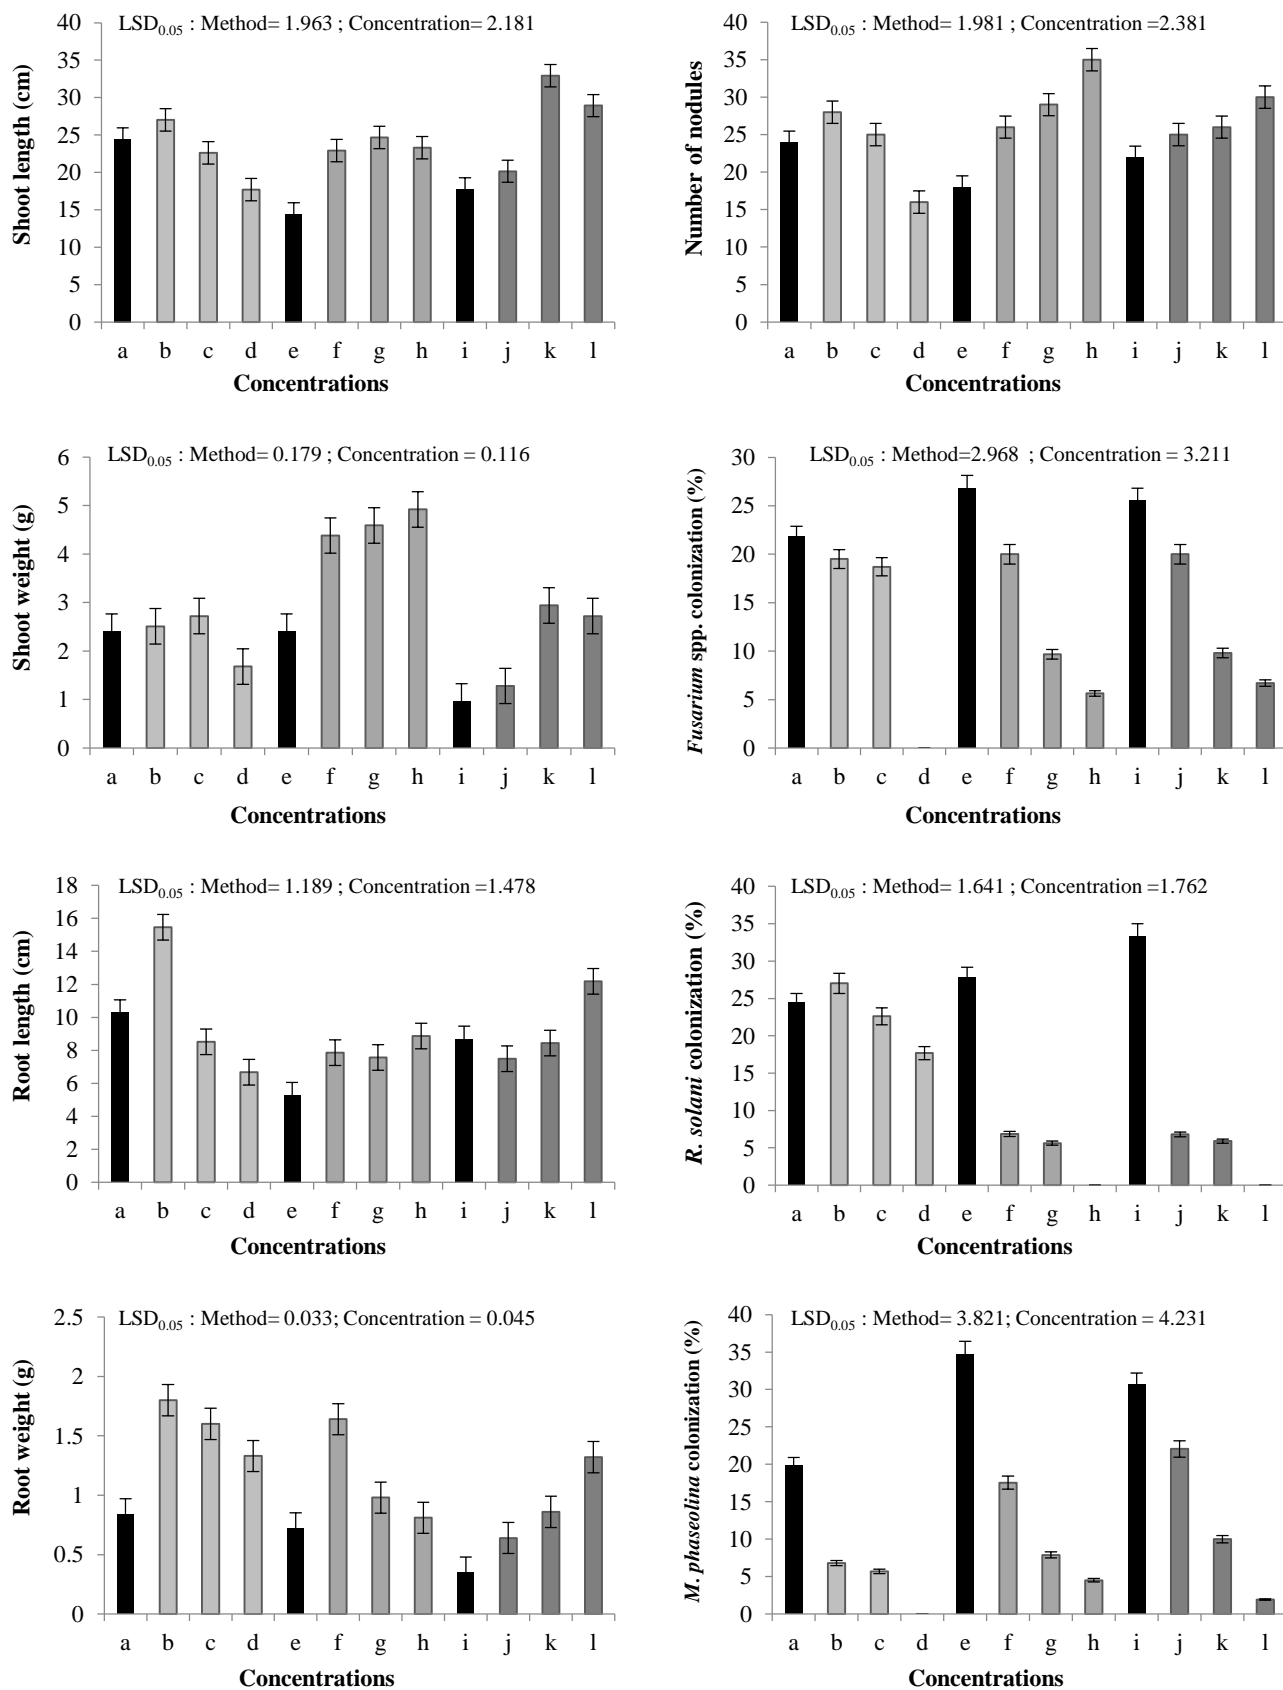 LSD0.05 : Method= 1.963 ; Concentration= 2.181
Shoot length (cm)
40
35
30
25
20
15
10
5
0
a b c d e f g h i j k l
Concentrations
LSD0.05 : Method= 1.981 ; Concentration =2.381
Number of nodules
40
35
30
25
20
15
10
5
0
a b c d e f g h i j k l
Concentrations
LSD0.05 : Method= 0.179 ; Concentration = 0.116
Shoot weight (g)
6
5
4
3
2
1
0
a b c d e f g h i j k l
Concentrations
LSD0.05 : Method=2.968 ; Concentration = 3.211
Fusarium spp. colonization (%)
30
25
20
15
10
5
0
a b c d e f g h i j k l
Concentrations
LSD0.05 : Method= 1.189 ; Concentration =1.478
Root length (cm)
18
16
14
12
10
8
6
4
2
0
a b c d e f g h i j k l
Concentrations
LSD0.05 : Method= 1.641 ; Concentration =1.762
R. solani colonization (%)
40
35
30
25
20
15
10
5
0
a b c d e f g h i j k l
Concentrations
LSD0.05 : Method= 0.033; Concentration = 0.045
Root weight (g)
2.5
2
1.5
1
0.5
0
a b c d e f g h i j k l
Concentrations
LSD0.05 : Method= 3.821; Concentration = 4.231
M. phaseolina colonization (%)
40
35
30
25
20
15
10
5
0
a b c d e f g h i j k l
Concentrations